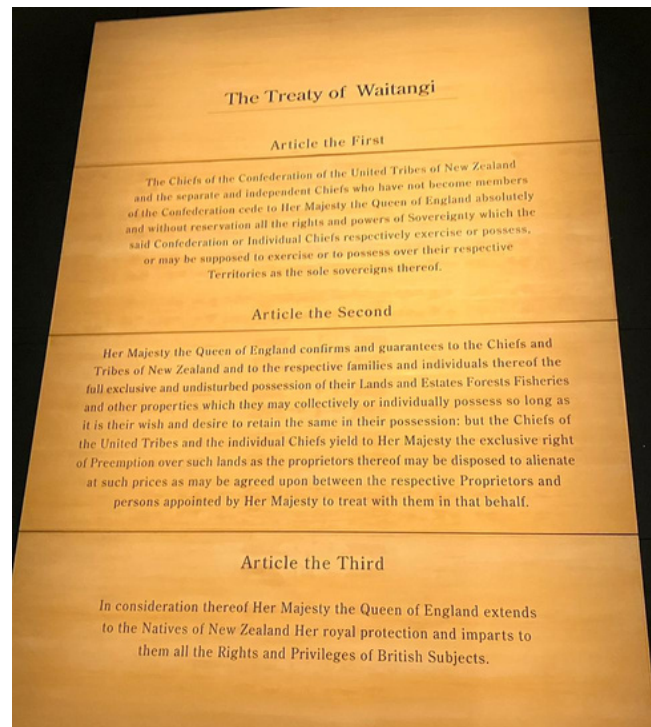 The Treaty of Waitangi
Article the First
The Chiefs of the Confederation of the United Tribes of New Zealand
and the separate and independent Chiefs who have not become members
of the Confederation cede to Her Majesty the Queen of England absolutely
and without reservation all the rights and powers of Sovereignty which the
said Confederation or Individual Chiefs respectively exercise or possess,
or may be supposed to exercise or to possess over their respective
Territories as the sole sovereigns thereof.
Article the Second
Her Majesty the Queen of England confirms and guarantees to the Chiefs and
Tribes of New Zealand and to the respective families and individuals thereof the
full exclusive and undisturbed possession of their Lands and Estates Forests Fisheries
and other properties which they may collectively or individually possess so long as
it is their wish and desire to retain the same in their possession: but the Chiefs of
the United Tribes and the individual Chiefs yield to Her Majesty the exclusive right
of Preemption over such lands as the proprietors thereof may be disposed to alienate
at such prices as may be agreed upon between the respective Proprietors and
persons appointed by Her Majesty to treat with them in that behalf.
Article the Third
In consideration thereof Her Majesty the Queen of England extends
to the Natives of New Zealand Her royal protection and imparts to
them all the Rights and Privileges of British Subjects.